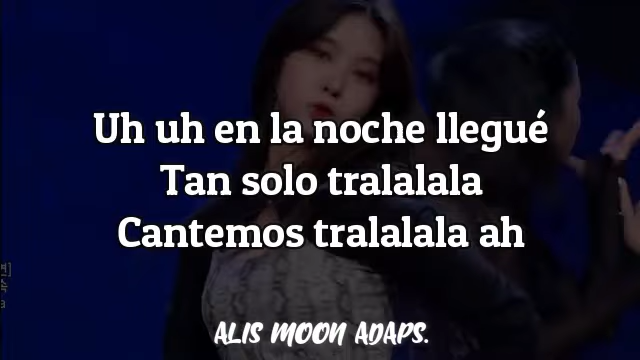 Uh uh en la noche llegué
Tan solo tralalala
Cantemos tralalala ah
ALIS MOON ADAPS.